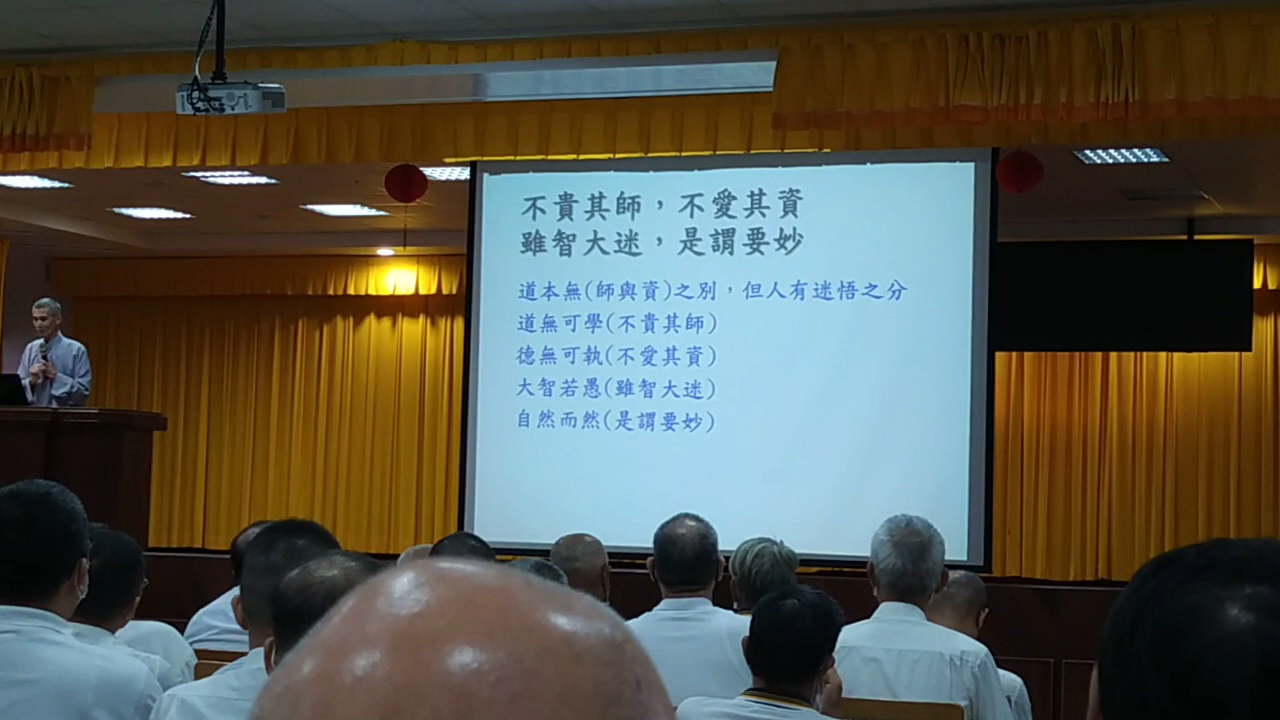 不貴其師，不愛其資
雖智大迷，是謂要妙
道本無(師與資)之別，但人有迷悟之分
道無可學(不貴其師)
德無可執(不愛其資)
大智若愚(雖智大迷)
自然而然(是謂要妙)